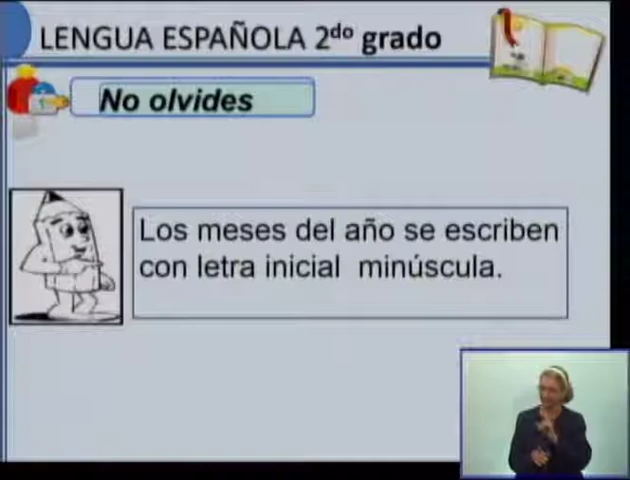 LENGUA ESPAÑOLA 2do grado
No olvides
Los meses del año se escriben
con letra inicial minúscula.